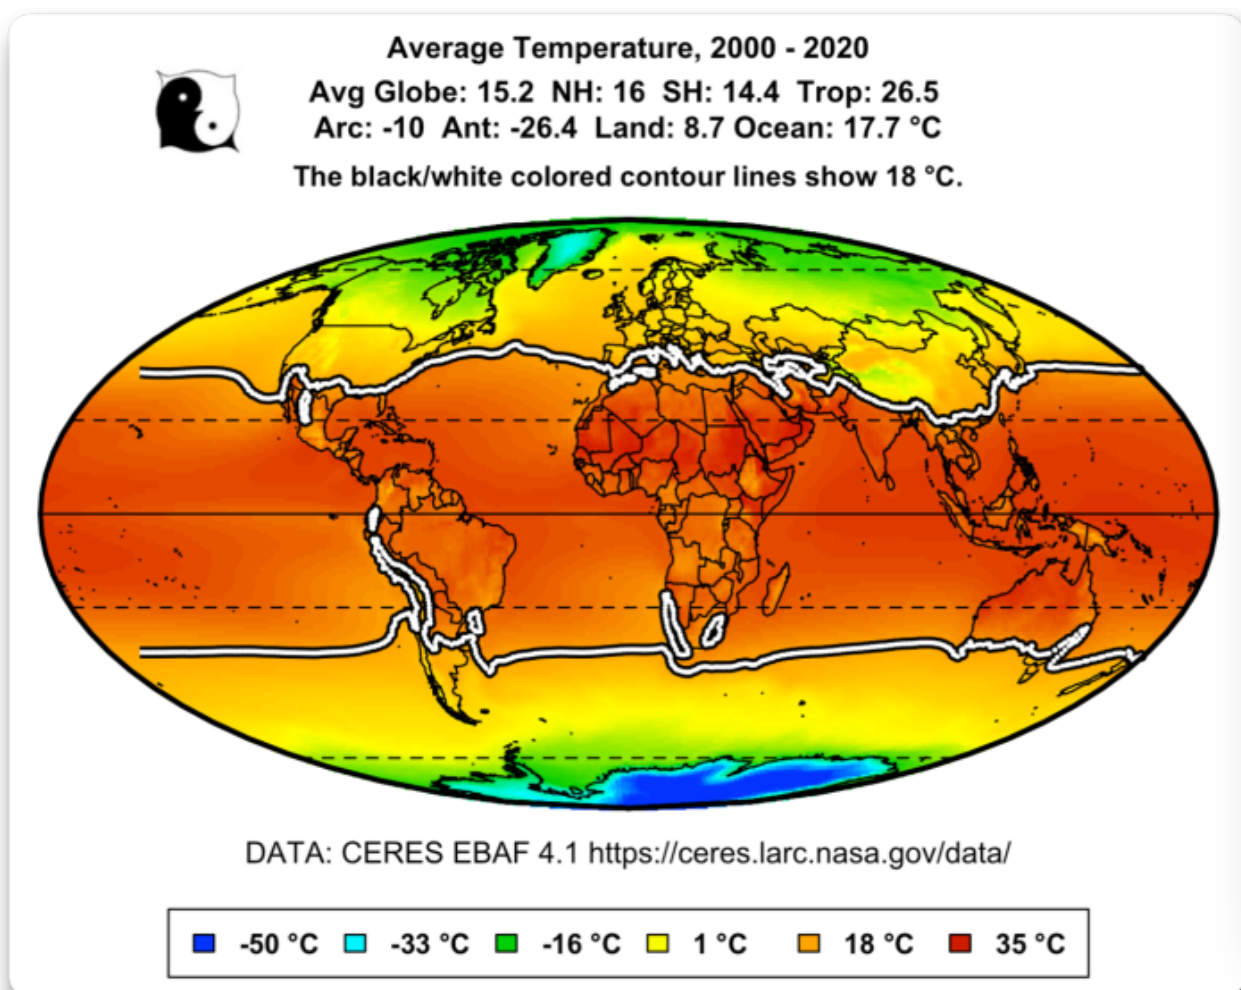 Average Temperature, 2000 - 2020
Avg Globe: 15.2 NH: 16 SH: 14.4 Trop: 26.5
Arc: -10 Ant: -26.4 Land: 8.7 Ocean: 17.7 °C
The black/white colored contour lines show 18 °C.
DATA: CERES EBAF 4.1 https://ceres.larc.nasa.gov/data/
-50 °C -33 °C -16 °C 1 °C 18 °C 35 °C